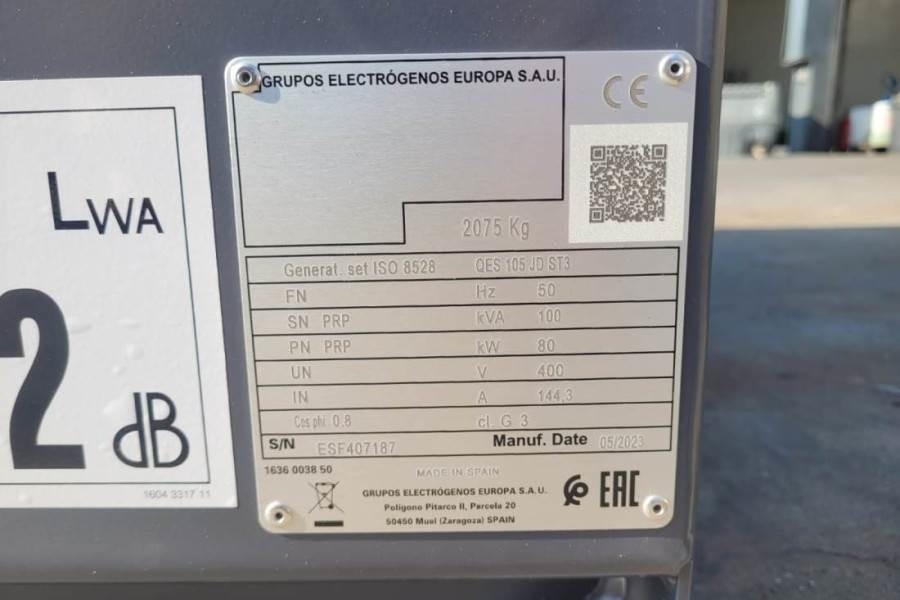 LWA
2
dB
1604 3317 11
GRUPOS ELECTRÓGENOS EUROPA S.A.U.
CE
2075 Kg
Generat. set ISO 8528 QES 105 JD ST3
FN Hz 50
SN PRP kVA 100
PN PRP kW 80
UN V 400
IN A 144,3
Cos phi 0.8 cl. G 3
S/N ESF407187 Manuf. Date 05/2023
1636 0038 50
MADE IN SPAIN
GRUPOS ELECTRÓGENOS EUROPA S.A.U.
Polígono Pitarco II, Parcela 20
50450 Muel (Zaragoza) SPAIN
EAC